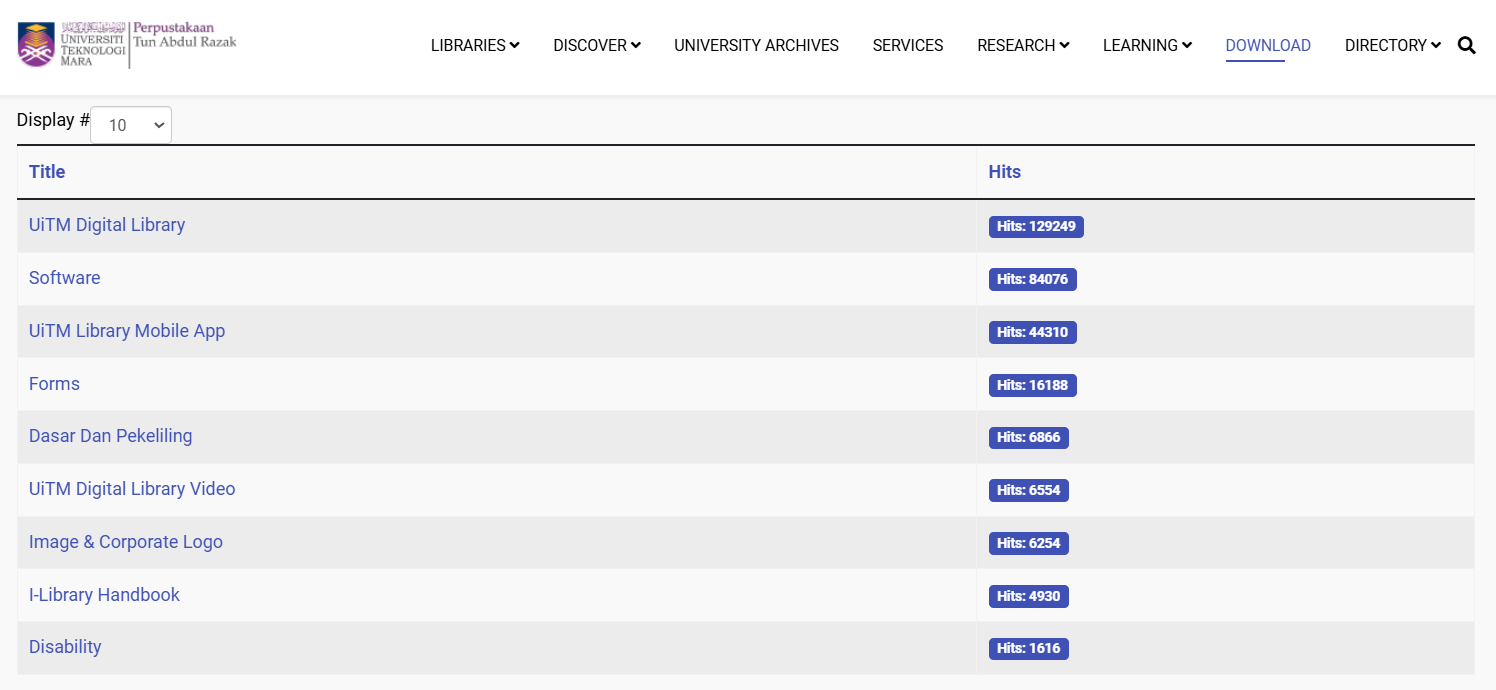 UNIVERSITI
TEKNOLOGI
MARA
Perpustakaan
Tun Abdul Razak
LIBRARIES DISCOVER UNIVERSITY ARCHIVES SERVICES RESEARCH LEARNING DOWNLOAD DIRECTORY
Display # 10
Title Hits
UiTM Digital Library Hits: 129249
Software Hits: 84076
UiTM Library Mobile App Hits: 44310
Forms Hits: 16188
Dasar Dan Pekeliling Hits: 6866
UiTM Digital Library Video Hits: 6554
Image & Corporate Logo Hits: 6254
I-Library Handbook Hits: 4930
Disability Hits: 1616